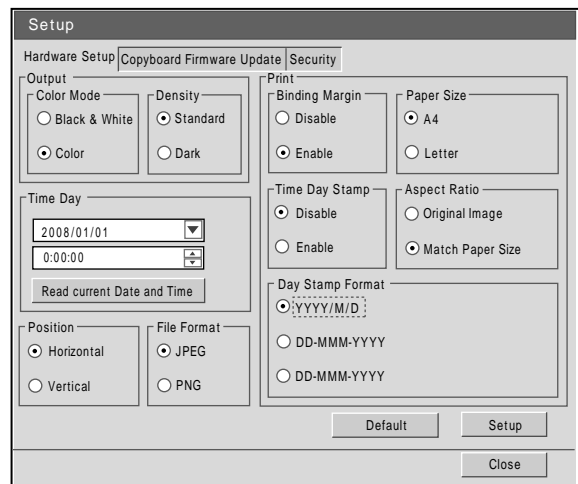 Setup
Hardware Setup Copyboard Firmware Update Security
Output
Color Mode
Black & White
Color
Density
Standard
Dark
Time Day
2008/01/01
0:00:00
Read current Date and Time
Position
Horizontal
Vertical
File Format
JPEG
PNG
Print
Binding Margin
Disable
Enable
Paper Size
A4
Letter
Time Day Stamp
Disable
Enable
Aspect Ratio
Original Image
Match Paper Size
Day Stamp Format
YYYY/M/D
DD-MMM-YYYY
DD-MMM-YYYY
Default
Setup
Close